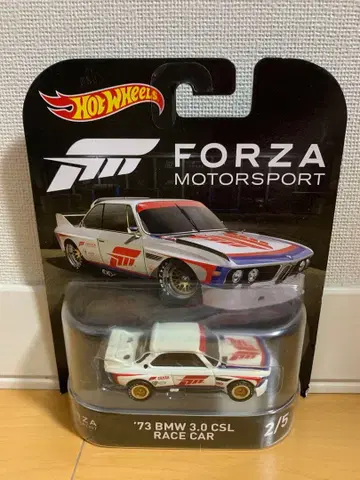 HOT WHEELS
FORZA
MOTORSPORT
'73 BMW 3.0 CSL
RACE CAR
2/5